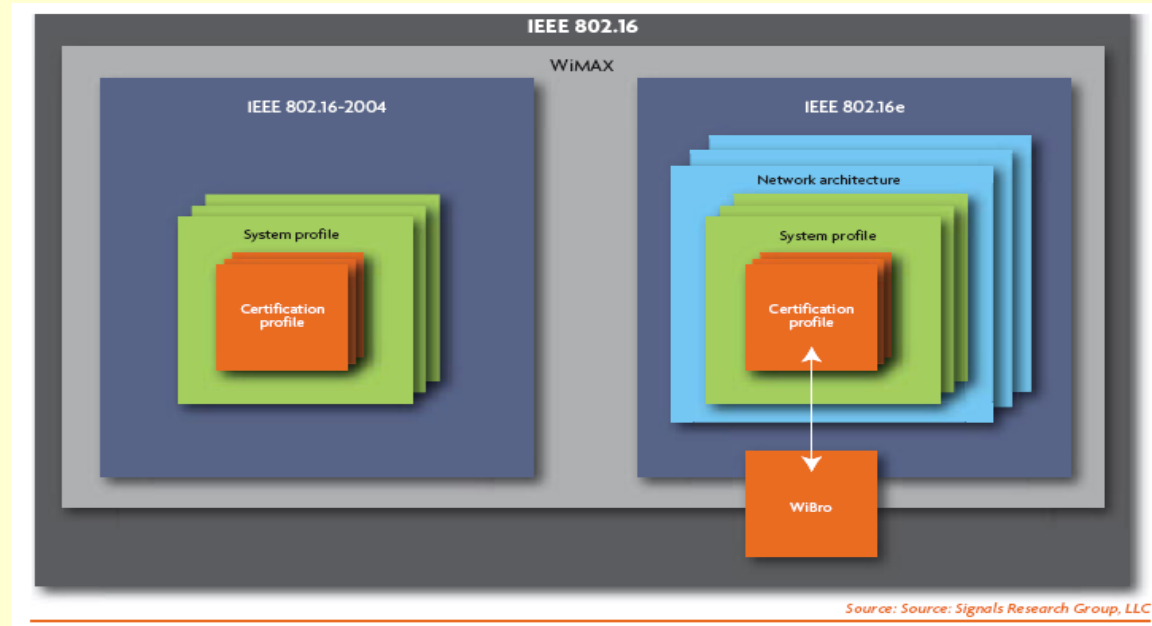 IEEE 802.16
WiMAX
IEEE 802.16-2004
System profile
Certification
profile
IEEE 802.16e
Network architecture
System profile
Certification
profile
WiBro
Source: Source: Signals Research Group, LLC